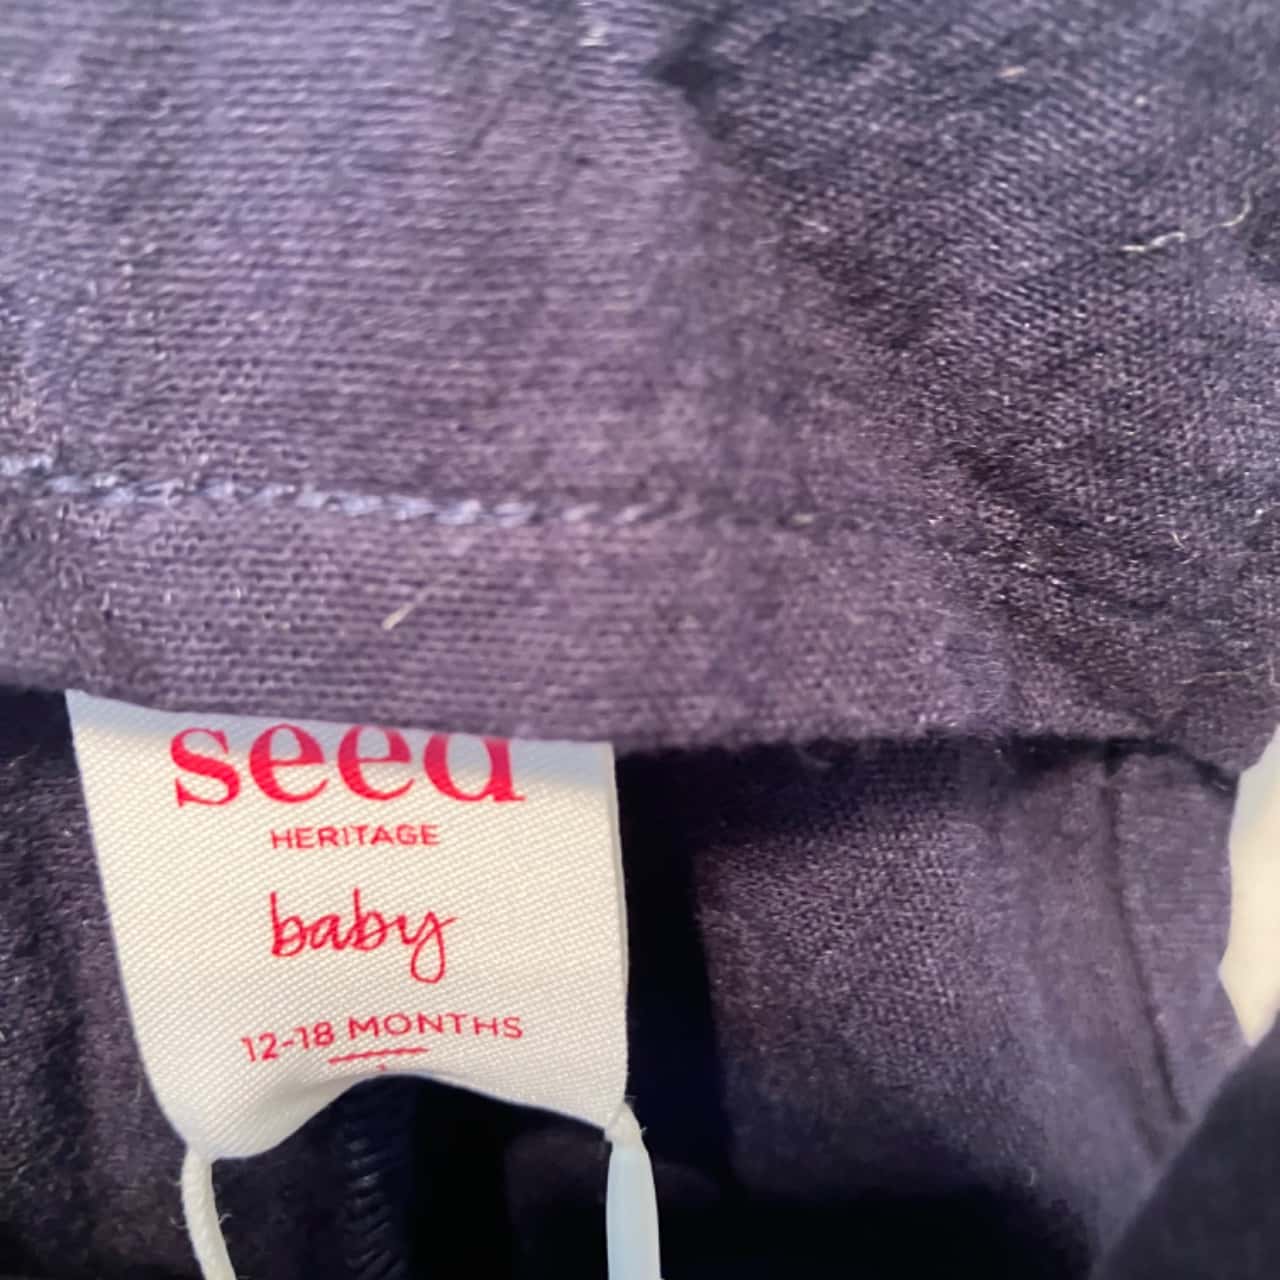 seed
HERITAGE
baby
12-18 MONTHS